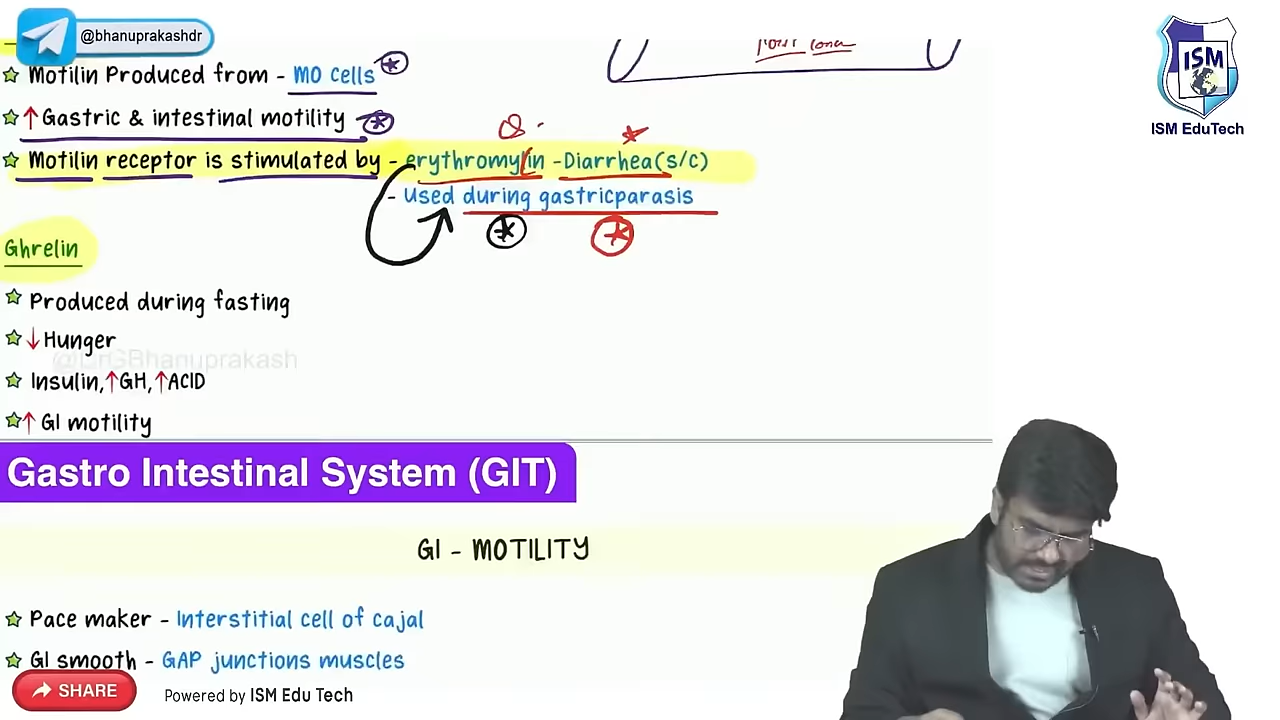 @bhanuprakashdr
ISM
ISM EduTech
☆ Motilin Produced from - MO cells
☆ ↑Gastric & intestinal motility
☆ Motilin receptor is stimulated by - erythromycin - Diarrhea(s/c)
- Used during gastricparasis
Ghrelin
☆ Produced during fasting
☆ ↓Hunger
@DrGBhanuprakash
☆ Insulin,↑GH,↑ACID
☆↑ GI motility
Gastro Intestinal System (GIT)
GI - MOTILITY
☆ Pace maker - Interstitial cell of cajal
☆ GI smooth - GAP junctions muscles
SHARE
Powered by ISM Edu Tech